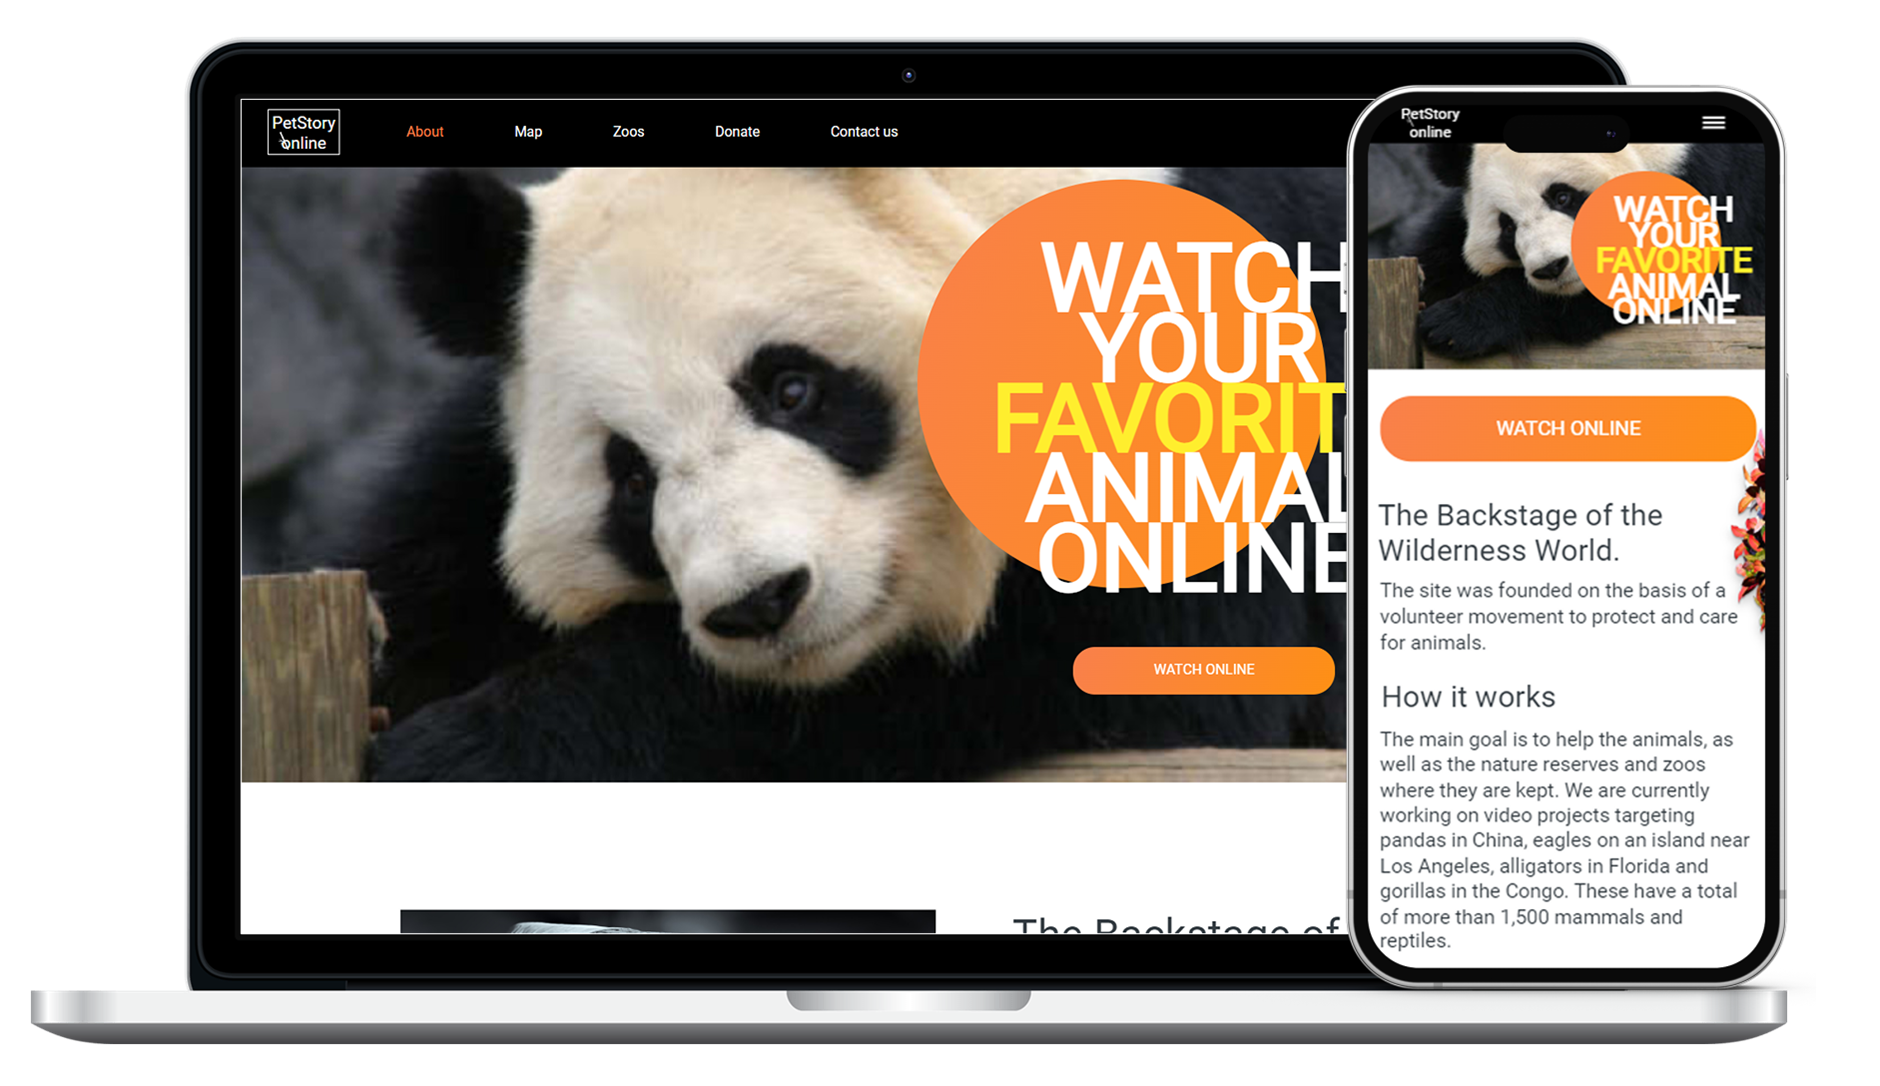 PetStory
online
About Map Zoos Donate Contact us
WATCH
YOUR
FAVORIT
ANIMAL
ONLINE
WATCH ONLINE
The Backstage of
PetStory
online
WATCH
YOUR
FAVORITE
ANIMAL
ONLINE
WATCH ONLINE
The Backstage of the
Wilderness World.
The site was founded on the basis of a
volunteer movement to protect and care
for animals.
How it works
The main goal is to help the animals, as
well as the nature reserves and zoos
where they are kept. We are currently
working on video projects targeting
pandas in China, eagles on an island near
Los Angeles, alligators in Florida and
gorillas in the Congo. These have a total
of more than 1,500 mammals and
reptiles.